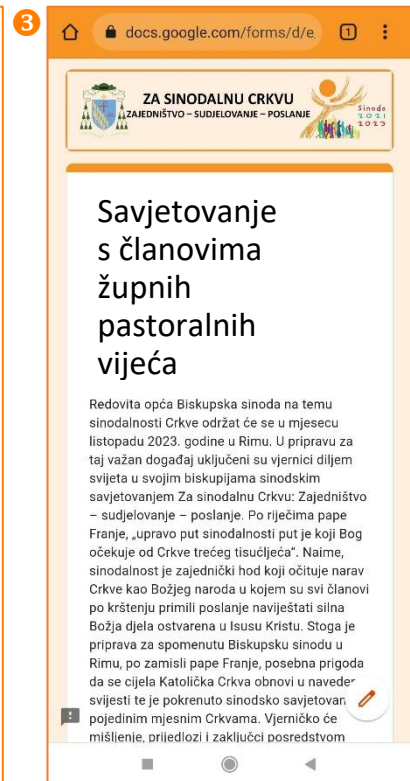 3
docs.google.com/forms/d/e
1
ZA SINODALNU CRKVU
ZAJEDNIŠTVO – SUDJELOVANJE – POSLANJE
Sinoda
2021
2023
Savjetovanje
s članovima
župnih
pastoralnih
vijeća
Redovita opća Biskupska sinoda na temu
sinodalnosti Crkve održat će se u mjesecu
listopadu 2023. godine u Rimu. U pripravu za
taj važan događaj uključeni su vjernici diljem
svijeta u svojim biskupijama sinodskim
savjetovanjem Za sinodalnu Crkvu: Zajedništvo
– sudjelovanje – poslanje. Po riječima pape
Franje, „upravo put sinodalnosti put je koji Bog
očekuje od Crkve trećeg tisućljeća“. Naime,
sinodalnost je zajednički hod koji očituje narav
Crkve kao Božjeg naroda u kojem su svi članovi
po krštenju primili poslanje naviještati silna
Božja djela ostvarena u Isusu Kristu. Stoga je
priprava za spomenutu Biskupsku sinodu u
Rimu, po zamisli pape Franje, posebna prigoda
da se cijela Katolička Crkva obnovi u
svijesti te je pokrenuto sinodsko
pojedinim mjesnim Crkvama. Vjerničko će
mišljenje, prijedlozi i zaključci posredstvom